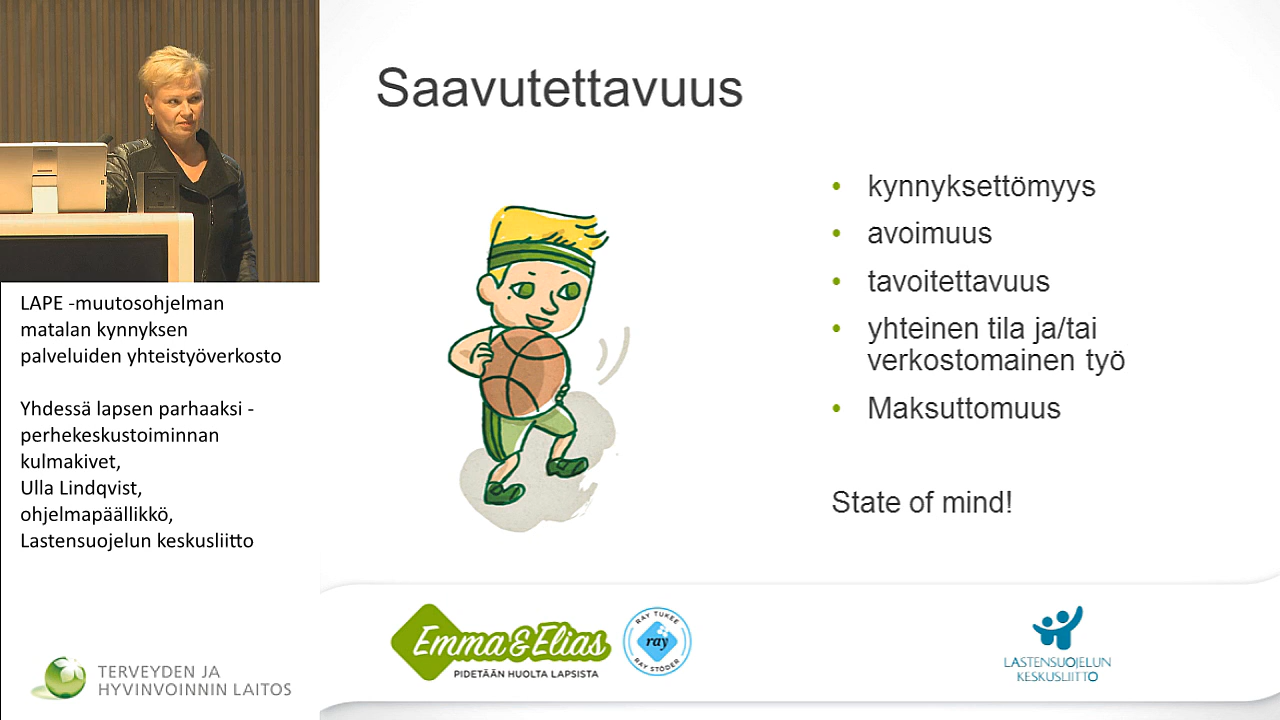 Saavutettavuus
• kynnyksettömyys
• avoimuus
• tavoitettavuus
• yhteinen tila ja/tai
verkostomainen työ
• Maksuttomuus
State of mind!
LAPE -muutosohjelman
matalan kynnyksen
palveluiden yhteistyöverkosto
Yhdessä lapsen parhaaksi -
perhekeskustoiminnan
kulmakivet,
Ulla Lindqvist,
ohjelmapäällikkö,
Lastensuojelun keskusliitto
TERVEYDEN JA
HYVINVOINNIN LAITOS
Emma & Elias
PIDETÄÄN HUOLTA LAPSISTA
RAY TUKEE
ray
RAY STÖDER
LASTENSUOJELUN
KESKUSLIITTO